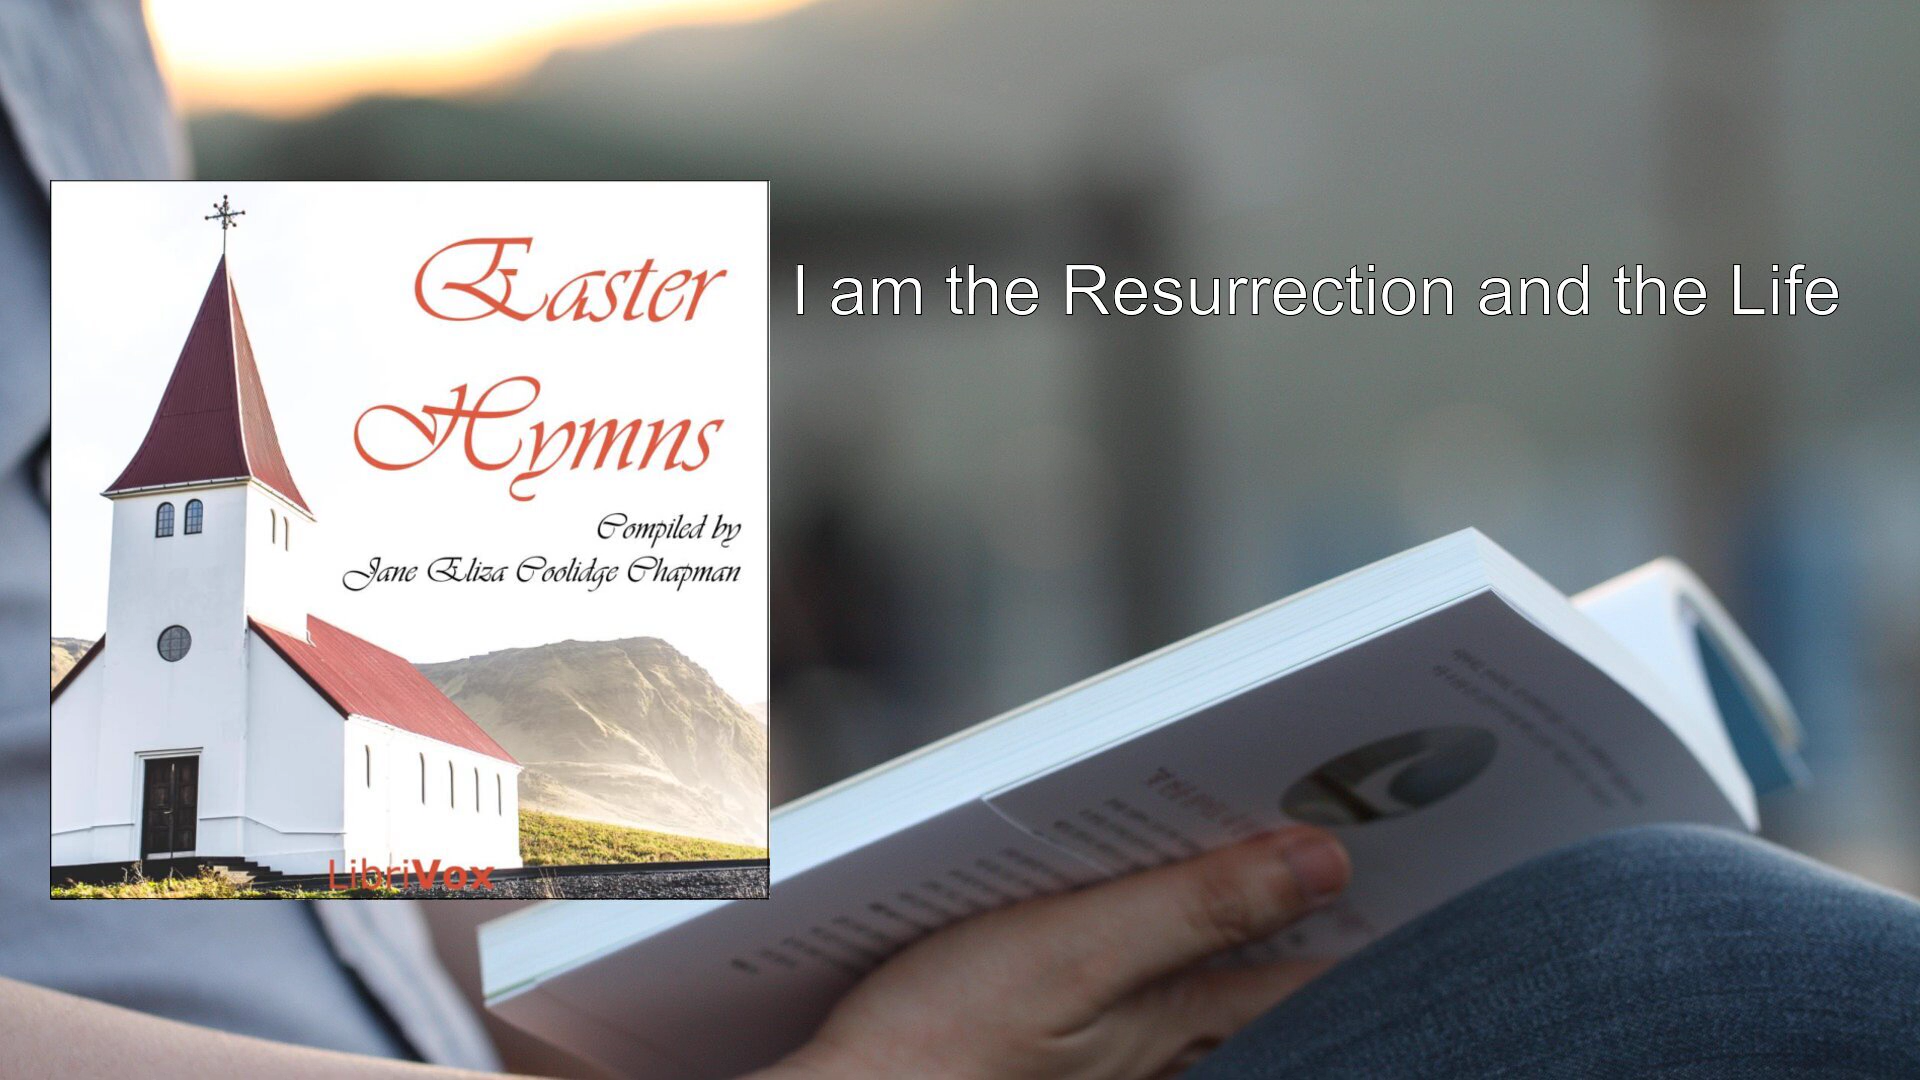 Easter
Hymns
Compiled by
Jane Eliza Coolidge Chapman
LibriVox
I am the Resurrection and the Life